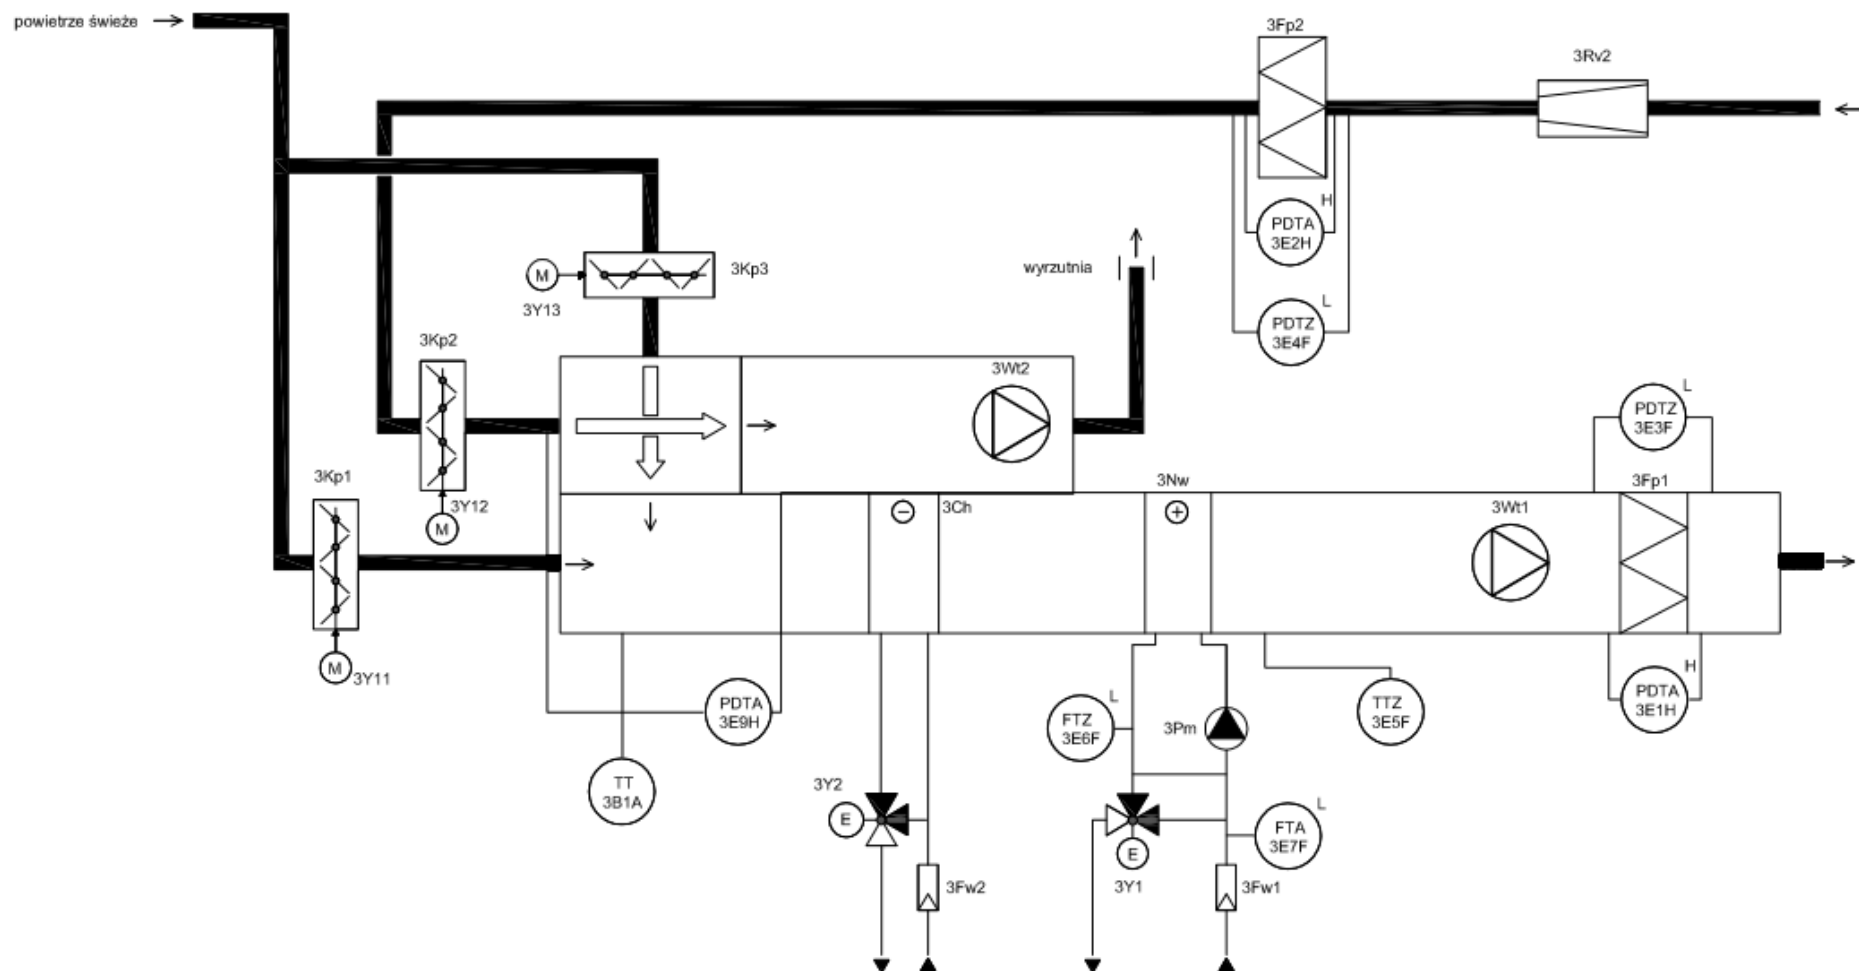 powietrze świeże
3Fp2
3Rv2
H
PDTA
3E2H
wyrzutnia
M
3Kp3
3Y13
L
PDTZ
3E4F
3Kp2
3Wt2
L
PDTZ
3E3F
3Kp1
3Y12
M
3Ch
3Nw
3Wt1
3Fp1
M
3Y11
PDTA
3E9H
L
FTZ
3E6F
3Pm
TTZ
3E5F
H
PDTA
3E1H
TT
3B1A
3Y2
E
L
FTA
3E7F
E
3Y1
3Fw2
3Fw1